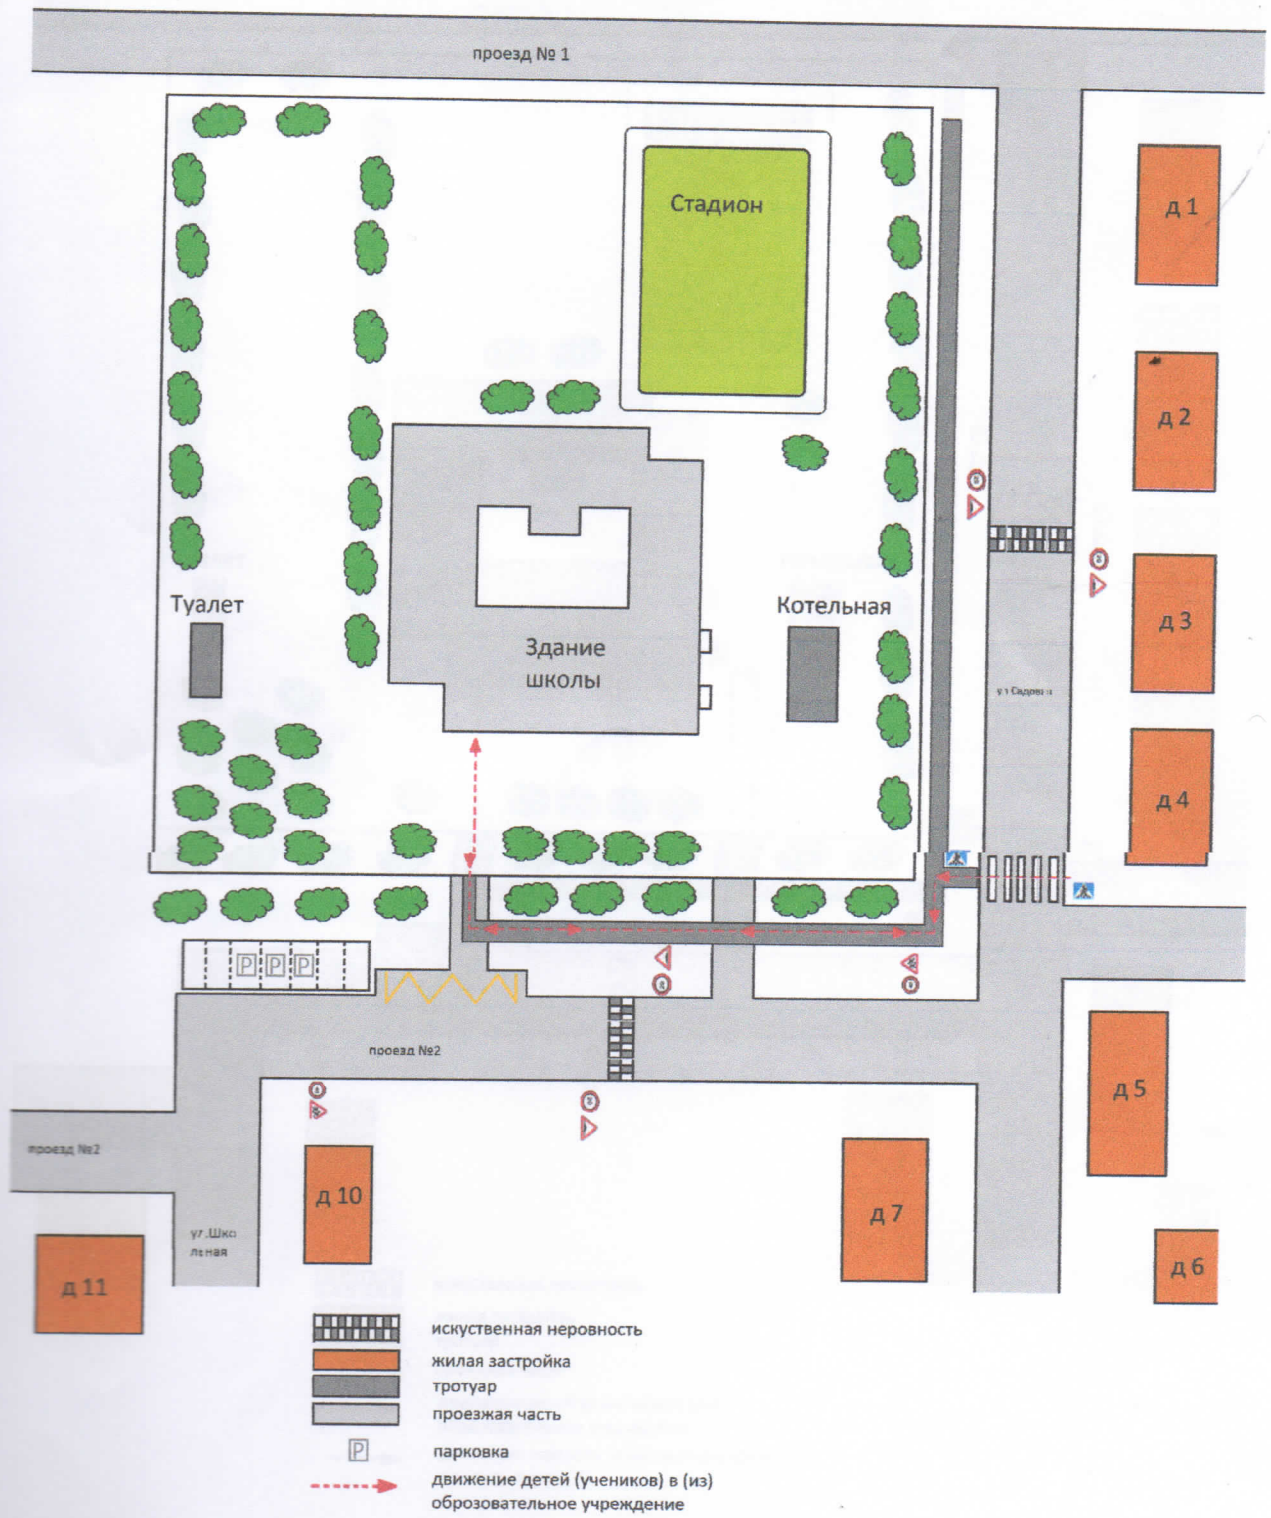 проезд № 1
Стадион
д 1
д 2
Туалет
Котельная
д 3
Здание
школы
ул Садовая
д 4
P P P
проезд №2
д 5
проезд №2
д 10
д 7
ул.Шко
льная
д 11
д 6
искуственная неровность
жилая застройка
тротуар
проезжая часть
P
парковка
движение детей (учеников) в (из)
оброзовательное учреждение